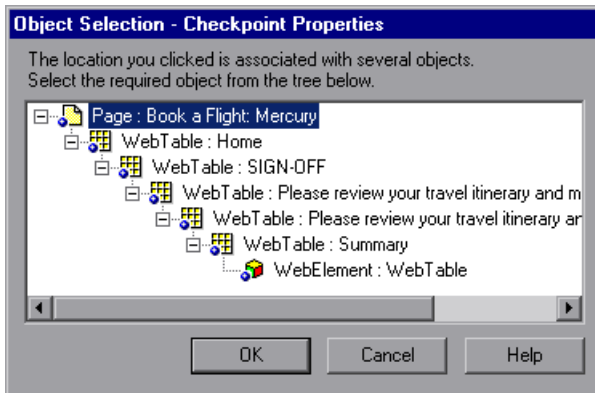 Object Selection - Checkpoint Properties
The location you clicked is associated with several objects.
Select the required object from the tree below.
Page : Book a Flight: Mercury
WebTable : Home
WebTable : SIGN-OFF
WebTable : Please review your travel itinerary and m
WebTable : Please review your travel itinerary ar
WebTable : Summary
WebElement : WebTable
OK Cancel Help